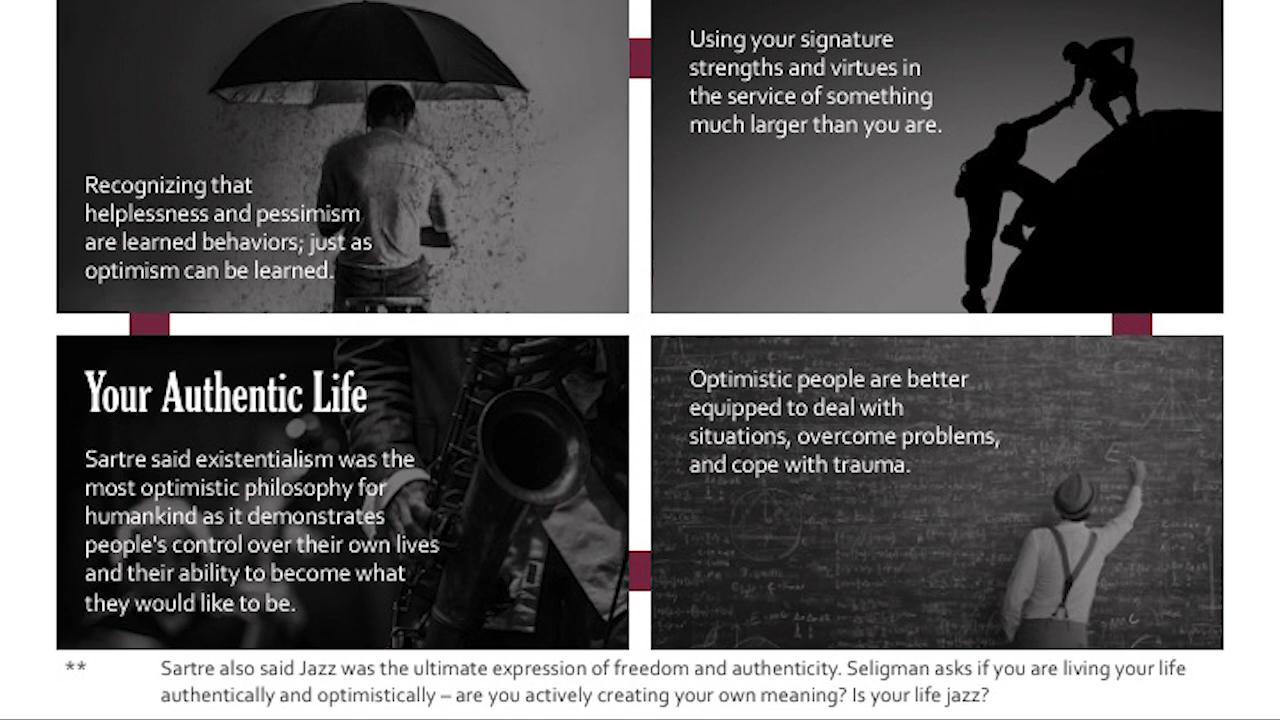 Recognizing that
helplessness and pessimism
are learned behaviors; just as
optimism can be learned.
Using your signature
strengths and virtues in
the service of something
much larger than you are.
Your Authentic Life
Sartre said existentialism was the
most optimistic philosophy for
humankind as it demonstrates
people's control over their own lives
and their ability to become what
they would like to be.
Optimistic people are better
equipped to deal with
situations, overcome problems,
and cope with trauma.
** Sartre also said Jazz was the ultimate expression of freedom and authenticity. Seligman asks if you are living your life
authentically and optimistically – are you actively creating your own meaning? Is your life jazz?